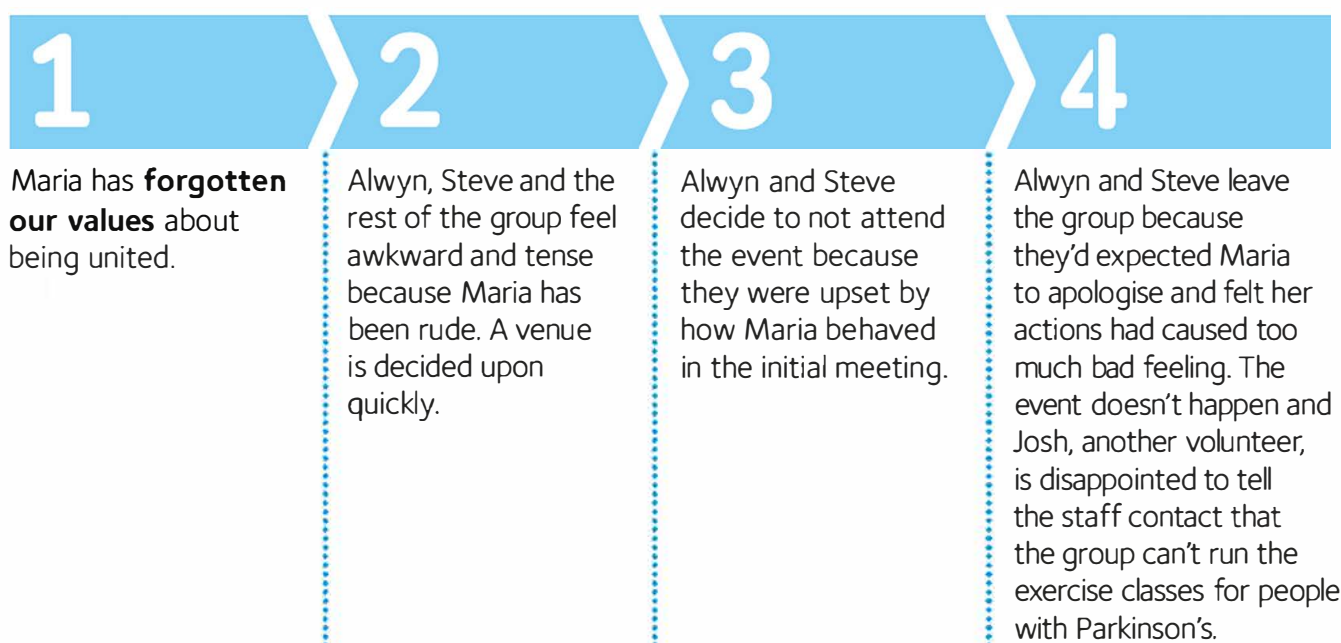 1
Maria has forgotten
our values about
being united.
2
Alwyn, Steve and the
rest of the group feel
awkward and tense
because Maria has
been rude. A venue
is decided upon
quickly.
3
Alwyn and Steve
decide to not attend
the event because
they were upset by
how Maria behaved
in the initial meeting.
4
Alwyn and Steve leave
the group because
they'd expected Maria
to apologise and felt her
actions had caused too
much bad feeling. The
event doesn't happen and
Josh, another volunteer,
is disappointed to tell
the staff contact that
the group can't run the
exercise classes for people
with Parkinson's.